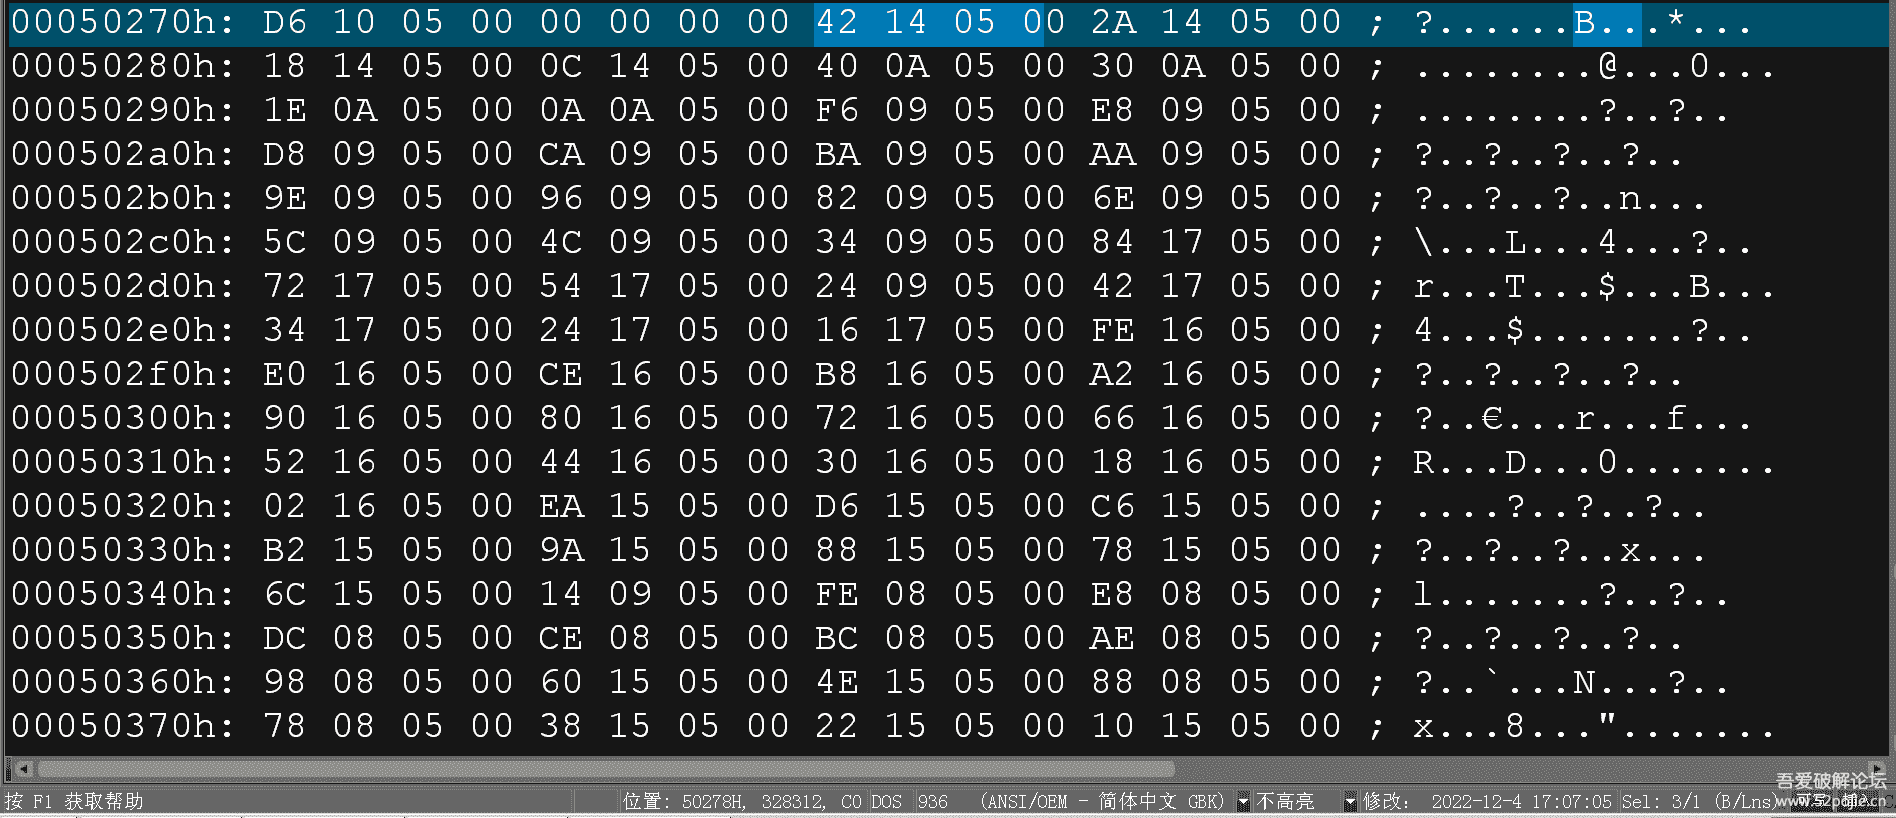 00050270h: D6 10 05 00 00 00 00 00 42 14 05 00 2A 14 05 00 ; ?......B...*...
00050280h: 18 14 05 00 0C 14 05 00 40 0A 05 00 30 0A 05 00 ; ........@...0...
00050290h: 1E 0A 05 00 0A 0A 05 00 F6 09 05 00 E8 09 05 00 ; ........?..?..
000502a0h: D8 09 05 00 CA 09 05 00 BA 09 05 00 AA 09 05 00 ; ?..?..?..?..
000502b0h: 9E 09 05 00 96 09 05 00 82 09 05 00 6E 09 05 00 ; ?..?..?..n...
000502c0h: 5C 09 05 00 4C 09 05 00 34 09 05 00 84 17 05 00 ; \...L...4...?..
000502d0h: 72 17 05 00 54 17 05 00 24 09 05 00 42 17 05 00 ; r...T...$...B...
000502e0h: 34 17 05 00 24 17 05 00 16 17 05 00 FE 16 05 00 ; 4...$.......?..
000502f0h: E0 16 05 00 CE 16 05 00 B8 16 05 00 A2 16 05 00 ; ?..?..?..?..
00050300h: 90 16 05 00 80 16 05 00 72 16 05 00 66 16 05 00 ; ?..€...r...f...
00050310h: 52 16 05 00 44 16 05 00 30 16 05 00 18 16 05 00 ; R...D...0.......
00050320h: 02 16 05 00 EA 15 05 00 D6 15 05 00 C6 15 05 00 ; ....?..?..?..
00050330h: B2 15 05 00 9A 15 05 00 88 15 05 00 78 15 05 00 ; ?..?..?..x...
00050340h: 6C 15 05 00 14 09 05 00 FE 08 05 00 E8 08 05 00 ; l.......?..?..
00050350h: DC 08 05 00 CE 08 05 00 BC 08 05 00 AE 08 05 00 ; ?..?..?..?..
00050360h: 98 08 05 00 60 15 05 00 4E 15 05 00 88 08 05 00 ; ?..`...N...?..
00050370h: 78 08 05 00 38 15 05 00 22 15 05 00 10 15 05 00 ; x...8...".......
吾爱破解论坛
按 F1 获取帮助 位置: 50278H, 328312, C0 DOS 936 (ANSI/OEM - 简体中文 GBK) 不高亮 修改: 2022-12-4 17:07:05 Sel: 3/1 (B/Lns)
www.52pojie.cn